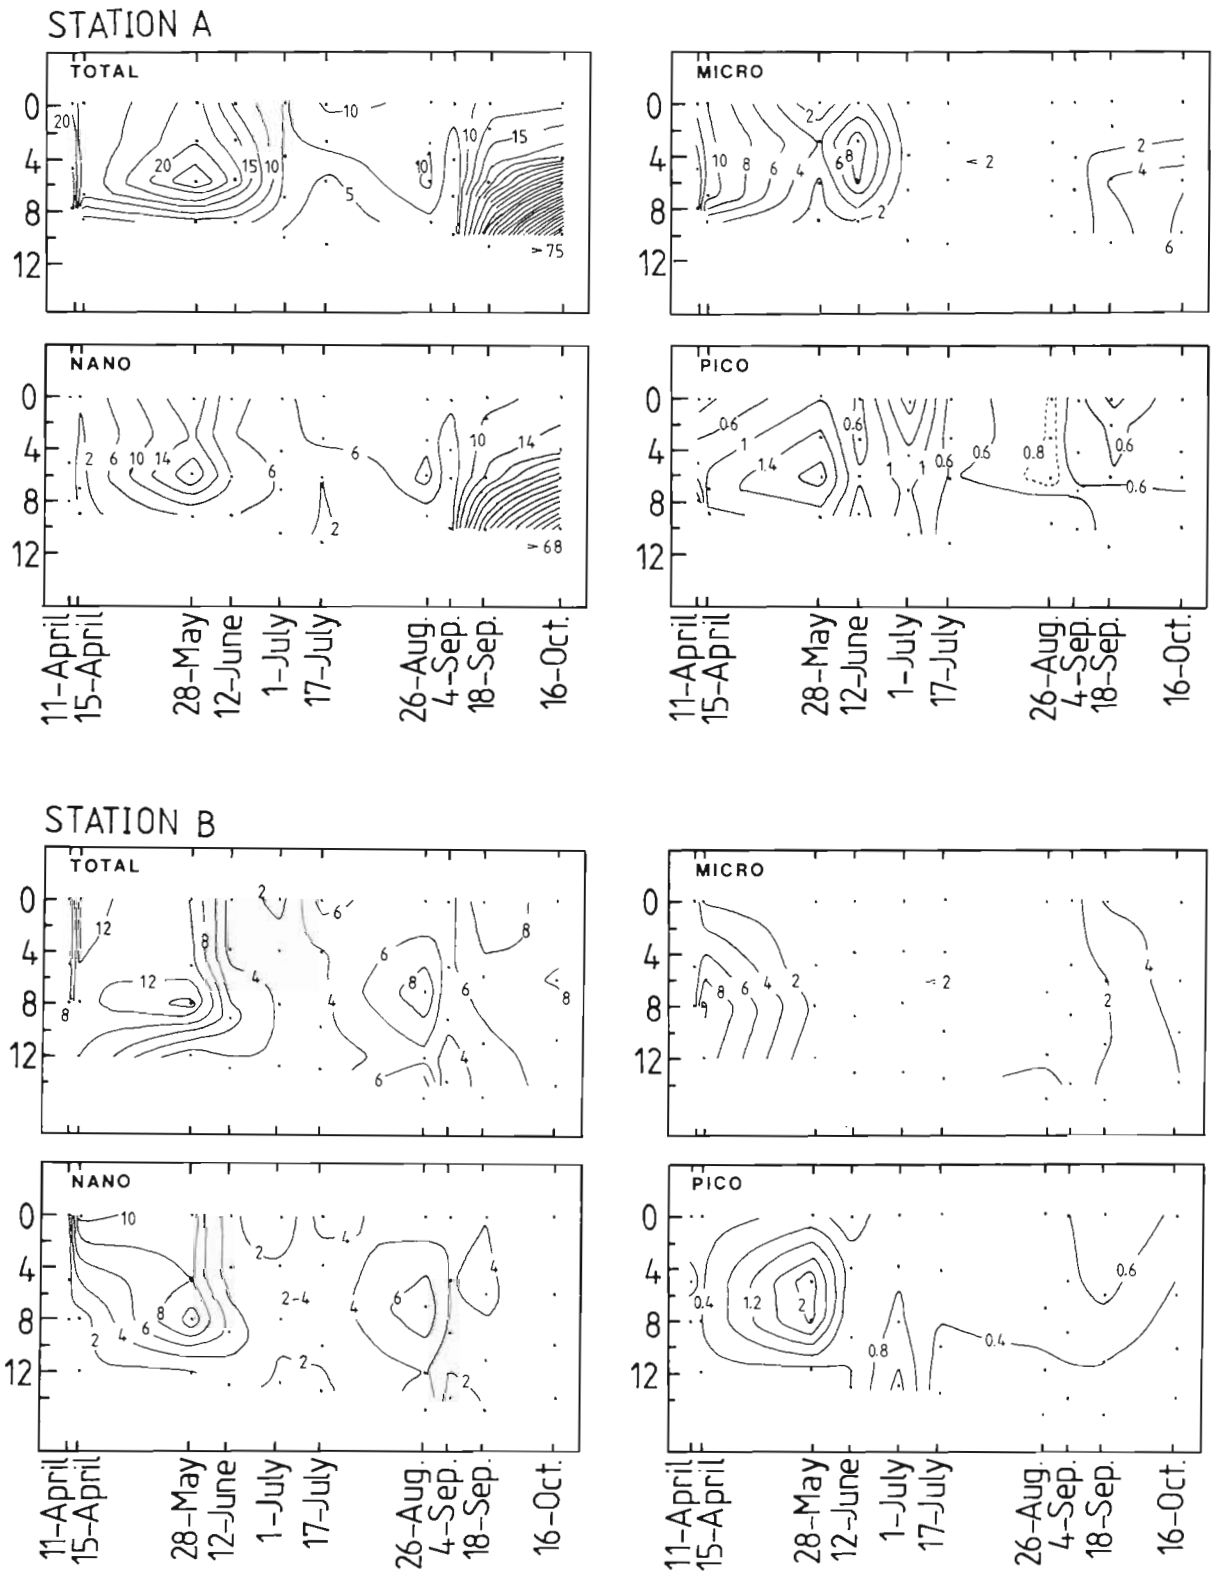 STATION A
TOTAL
0
4
8
12
20
20
15
10
10
5
10
10
15
> 75
MICRO
0
4
8
12
10
8
6
4
2
6
8
2
< 2
2
4
6
NANO
0
4
8
12
2
6
10
14
6
6
2
10
14
> 68
PICO
0
4
8
12
0.6
1
1.4
0.6
1
1
0.6
0.6
0.8
0.6
0.6
11-April
15-April
28-May
12-June
1-July
17-July
26-Aug.
4-Sep.
18-Sep.
16-Oct.
11-April
15-April
28-May
12-June
1-July
17-July
26-Aug.
4-Sep.
18-Sep.
16-Oct.
STATION B
TOTAL
0
4
8
12
12
8
12
8
4
2
6
4
6
8
6
4
6
8
8
MICRO
0
4
8
12
8
6
4
2
< 2
2
4
NANO
0
4
8
12
10
2
4
6
8
2
4
2-4
2
4
6
2
4
PICO
0
4
8
12
0.4
1.2
2
0.8
0.4
0.6
11-April
15-April
28-May
12-June
1-July
17-July
26-Aug.
4-Sep.
18-Sep.
16-Oct.
11-April
15-April
28-May
12-June
1-July
17-July
26-Aug.
4-Sep.
18-Sep.
16-Oct.